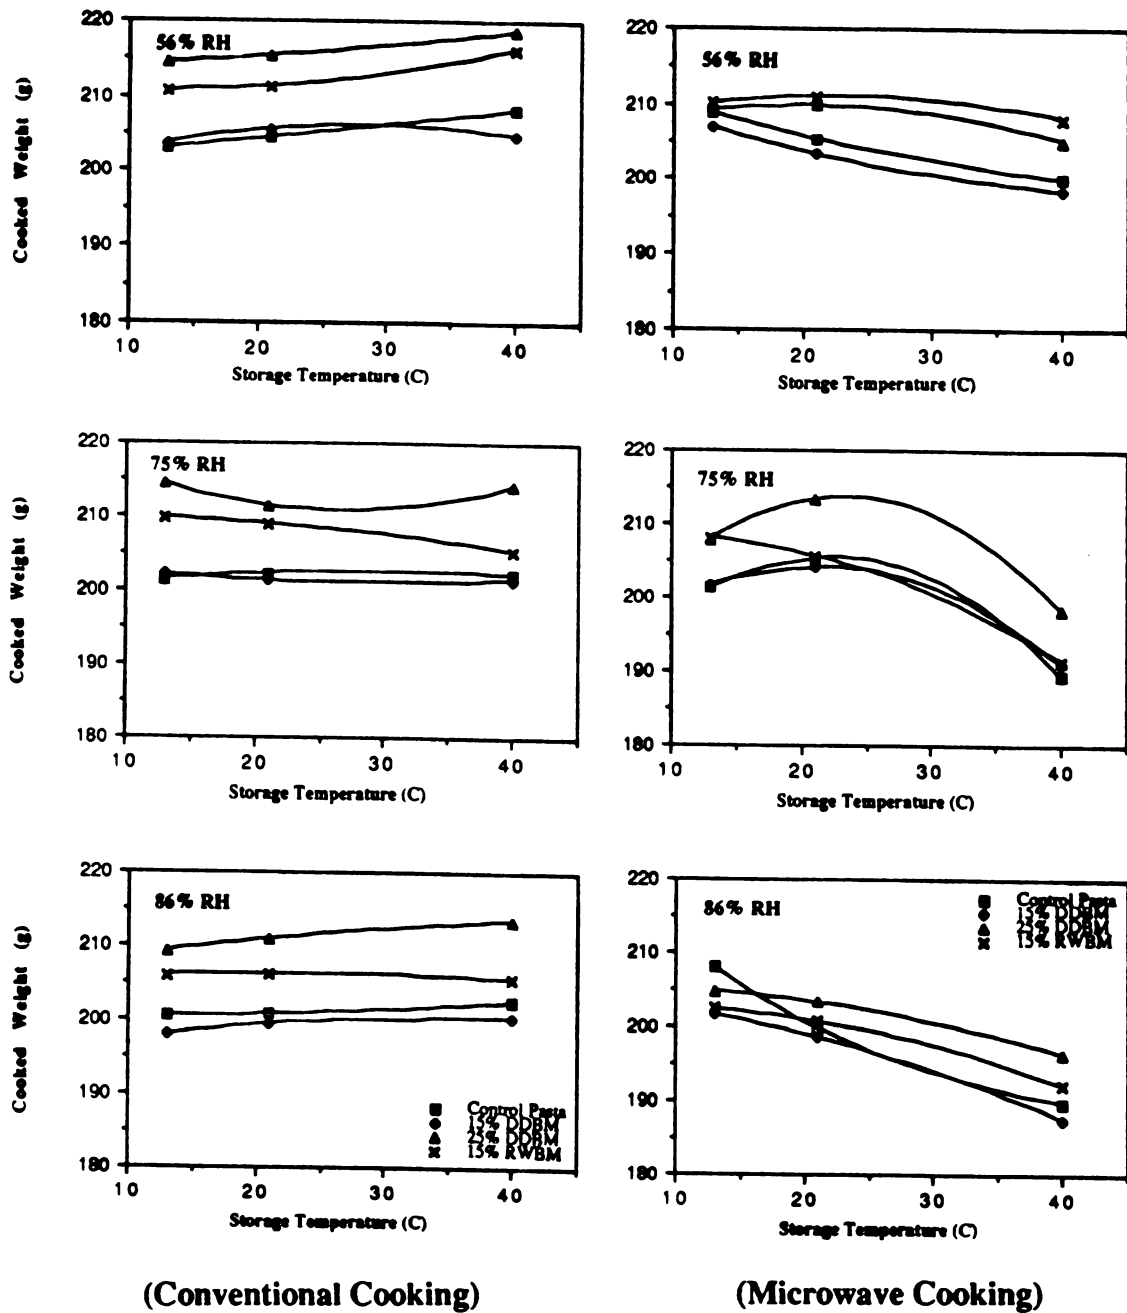 220
56% RH
210
200
190
180
10
20
30
40
Cooked Weight (g)
Storage Temperature (C)
220
56% RH
210
200
190
180
10
20
30
40
Storage Temperature (C)
220
75% RH
210
200
190
180
10
20
30
40
Cooked Weight (g)
Storage Temperature (C)
220
75% RH
210
200
190
180
10
20
30
40
Storage Temperature (C)
220
86% RH
210
200
190
180
10
20
30
40
Cooked Weight (g)
Control Pasta
15% DDBM
25% DDBM
15% RWBM
Storage Temperature (C)
220
86% RH
210
200
190
180
10
20
30
40
Control Pasta
15% DDBM
25% DDBM
15% RWBM
Storage Temperature (C)
(Conventional Cooking)
(Microwave Cooking)